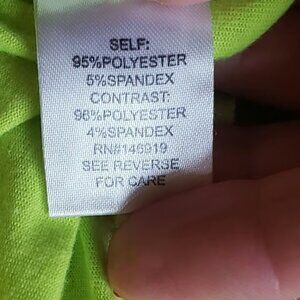 SELF:
95%POLYESTER
5%SPANDEX
CONTRAST:
96%POLYESTER
4%SPANDEX
RN#146919
SEE REVERSE
FOR CARE